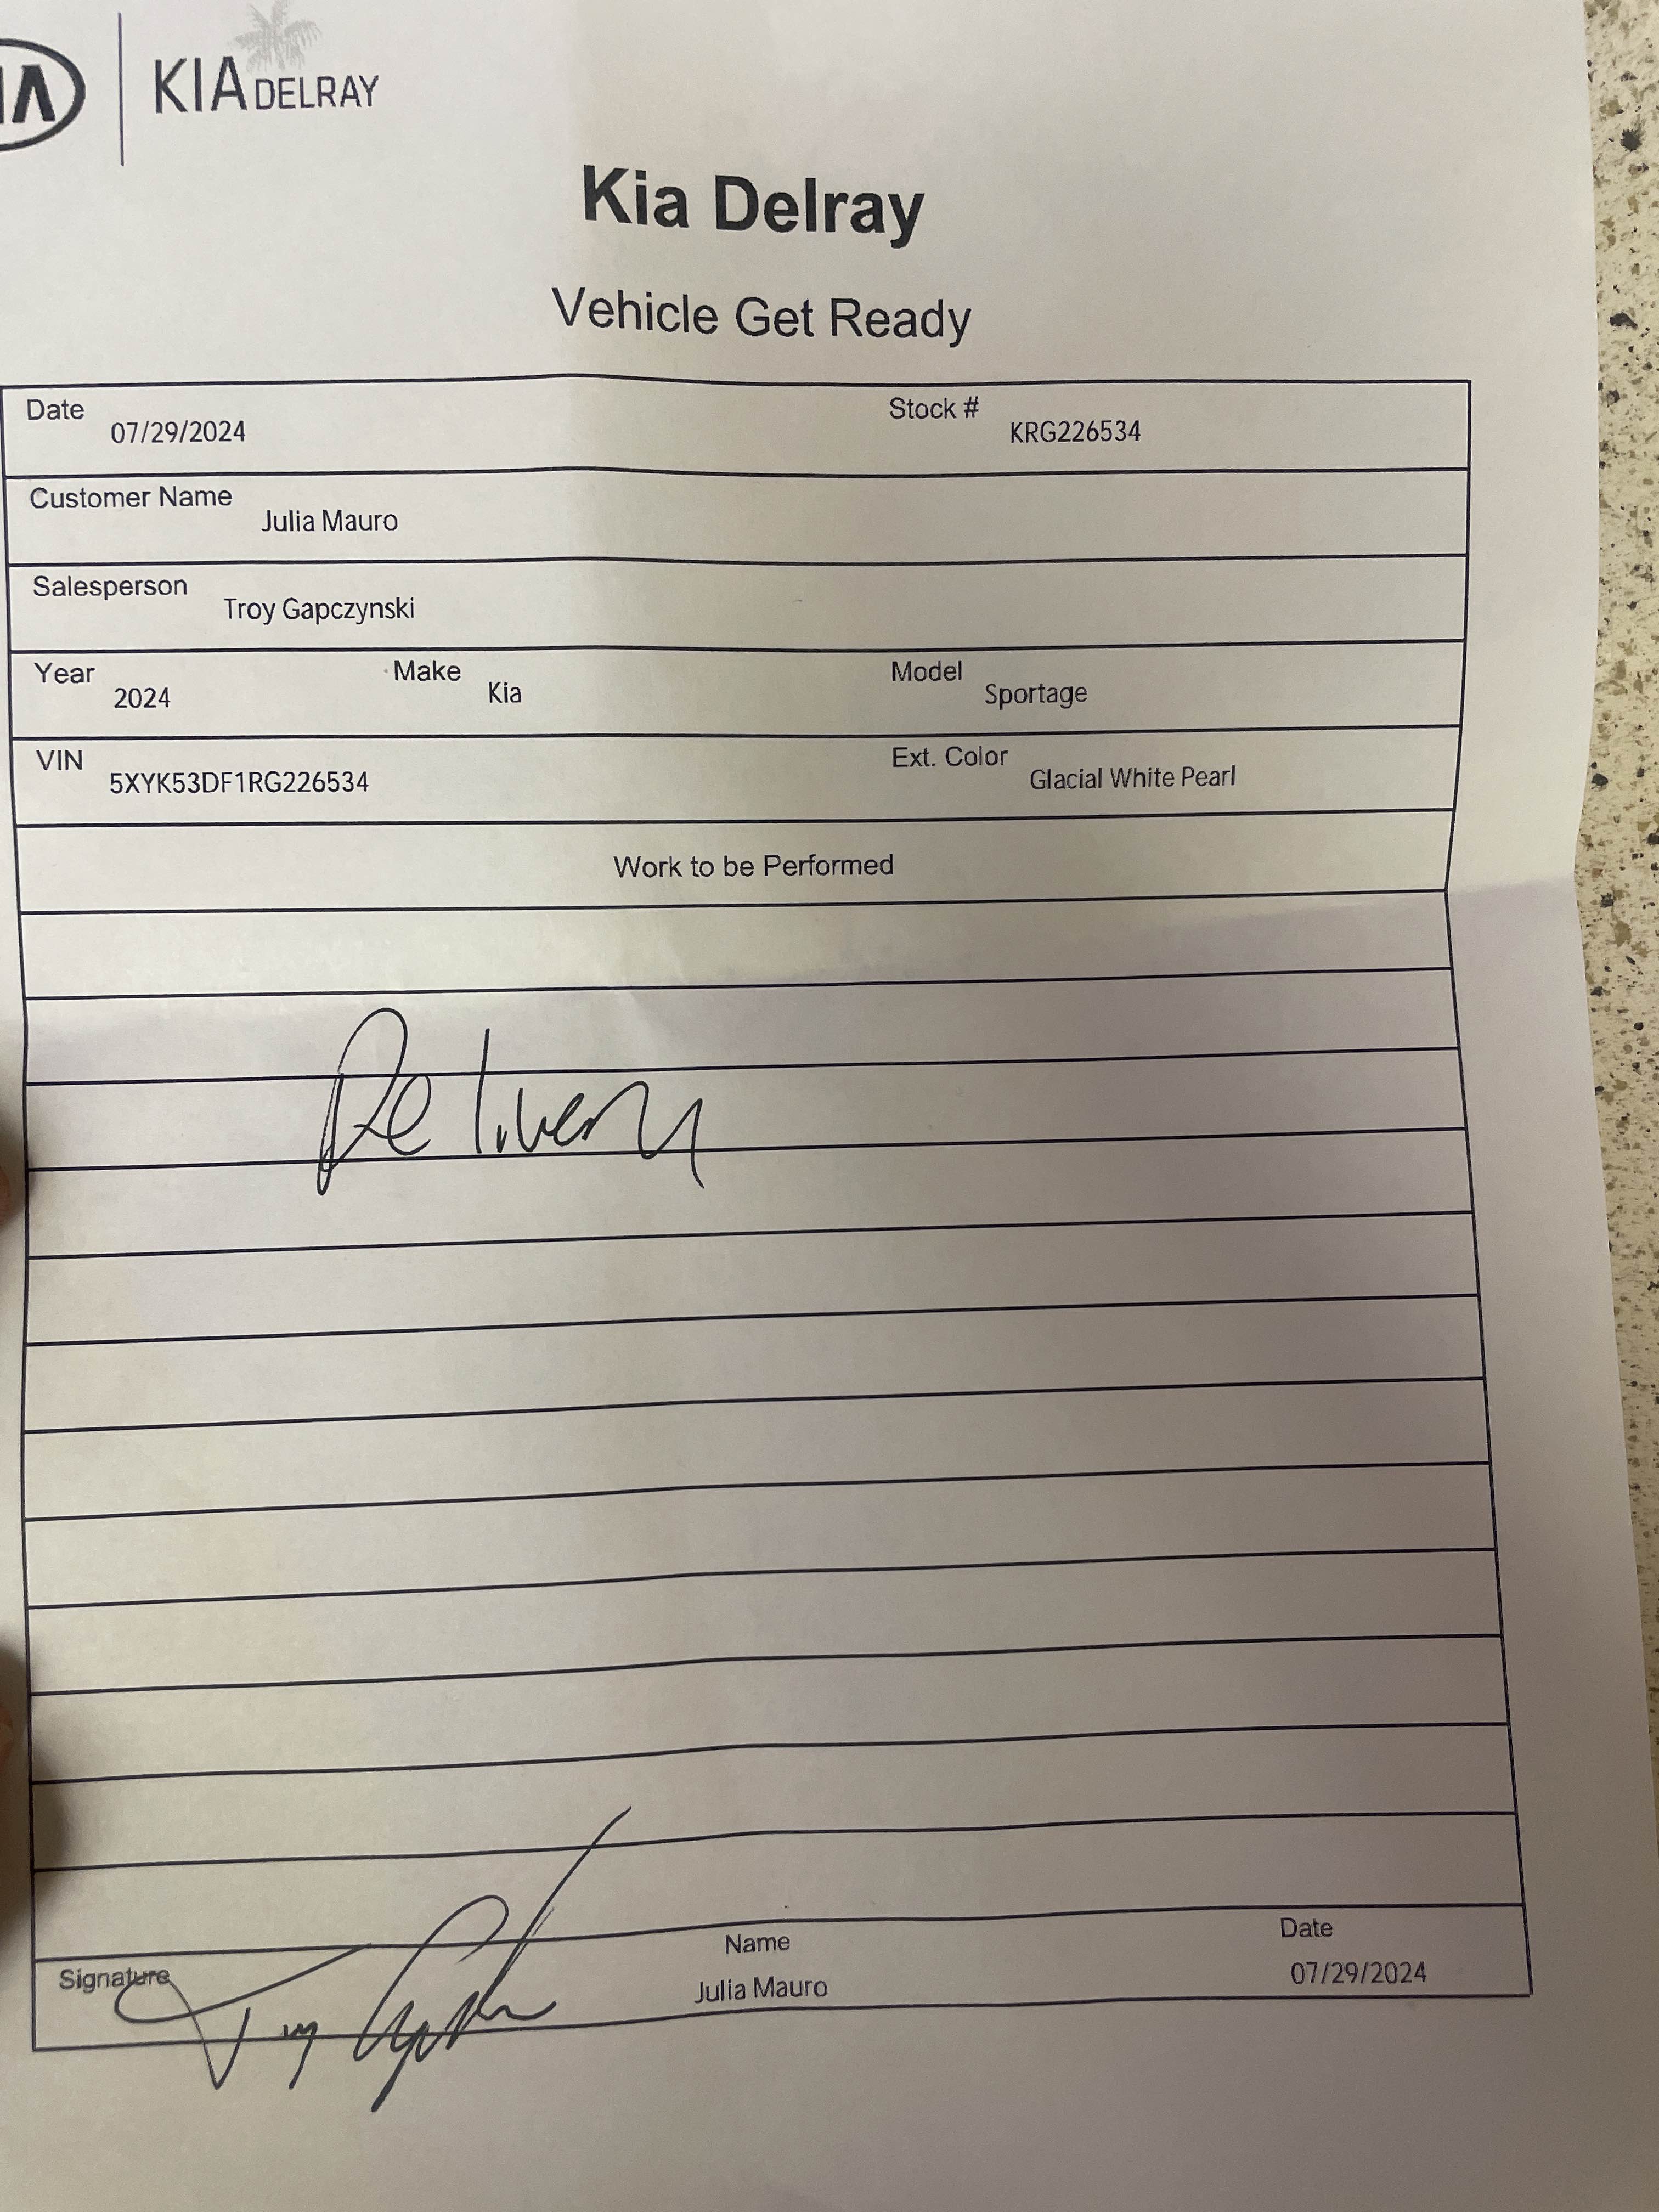 KIA | KIA DELRAY
Kia Delray
Vehicle Get Ready
Date 07/29/2024 Stock # KRG226534
Customer Name Julia Mauro
Salesperson Troy Gapczynski
Year 2024 Make Kia Model Sportage
VIN 5XYK53DF1RG226534 Ext. Color Glacial White Pearl
Work to be Performed
Delivery
Signature Name Julia Mauro Date 07/29/2024